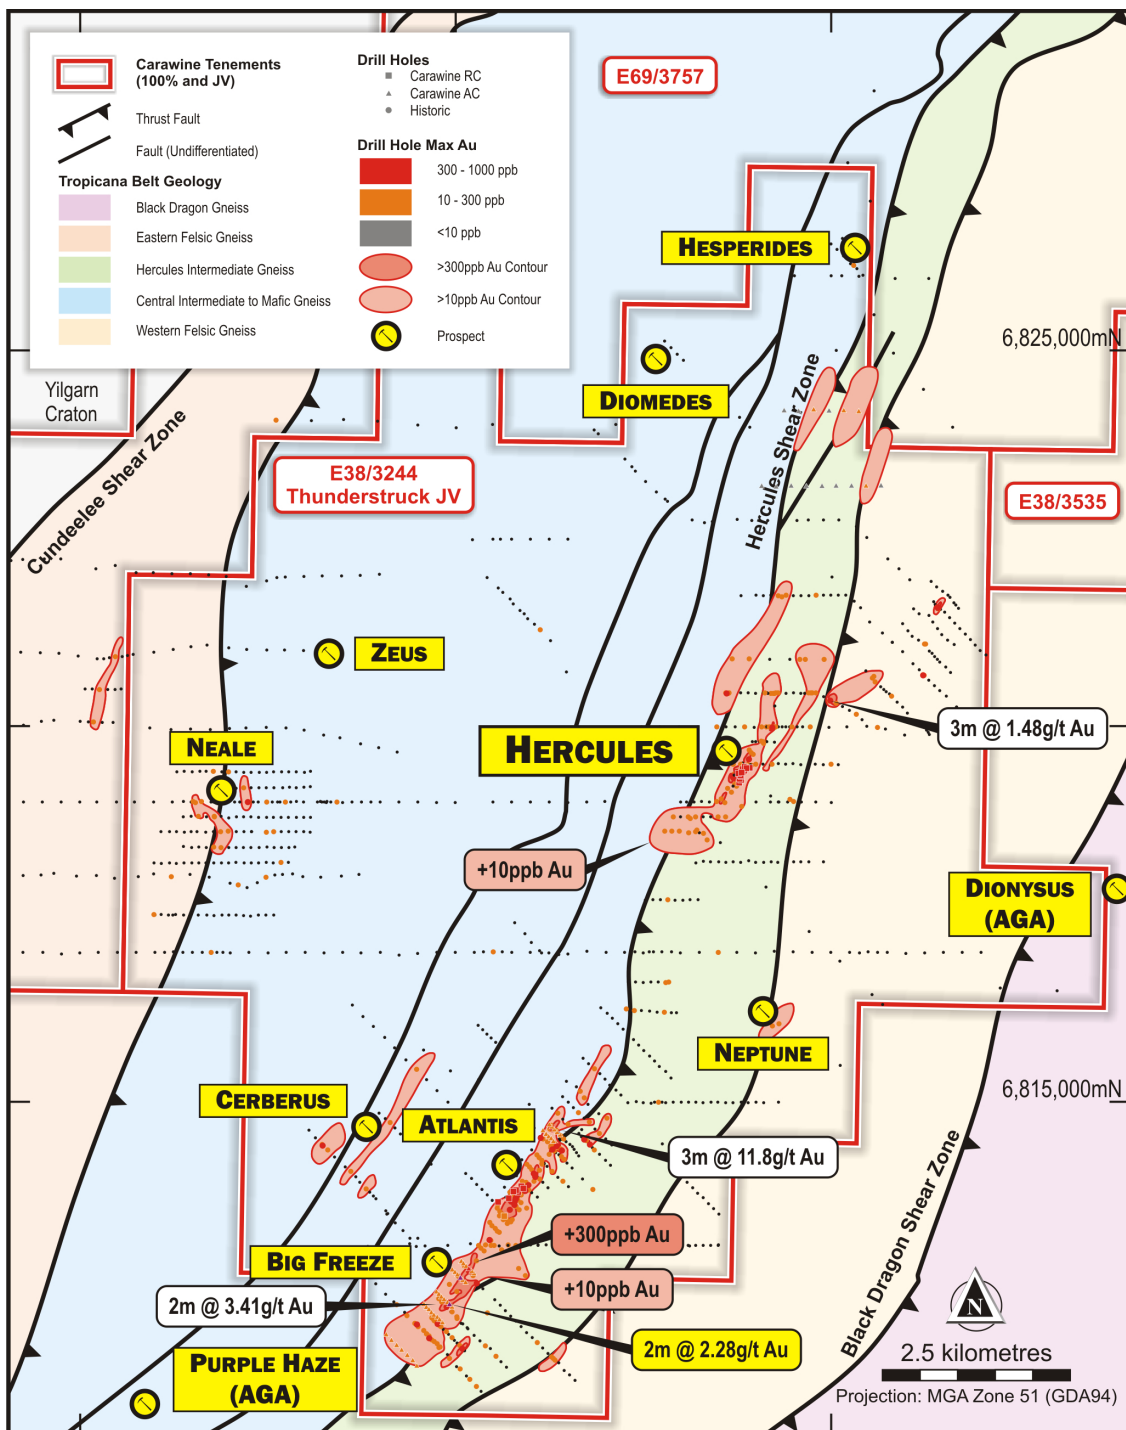 Carawine Tenements
(100% and JV)
Thrust Fault
Fault (Undifferentiated)
Tropicana Belt Geology
Black Dragon Gneiss
Eastern Felsic Gneiss
Hercules Intermediate Gneiss
Central Intermediate to Mafic Gneiss
Western Felsic Gneiss
Drill Holes
Carawine RC
Carawine AC
Historic
Drill Hole Max Au
300 - 1000 ppb
10 - 300 ppb
<10 ppb
>300ppb Au Contour
>10ppb Au Contour
Prospect
E69/3757
HESPERIDES
6,825,000mN
Yilgarn
Craton
DIOMEDES
Cundeelee Shear Zone
Hercules Shear Zone
E38/3244
Thunderstruck JV
E38/3535
ZEUS
NEALE
HERCULES
3m @ 1.48g/t Au
+10ppb Au
DIONYSUS
(AGA)
NEPTUNE
CERBERUS
ATLANTIS
6,815,000mN
3m @ 11.8g/t Au
Black Dragon Shear Zone
+300ppb Au
BIG FREEZE
+10ppb Au
2m @ 3.41g/t Au
2m @ 2.28g/t Au
PURPLE HAZE
(AGA)
N
2.5 kilometres
Projection: MGA Zone 51 (GDA94)